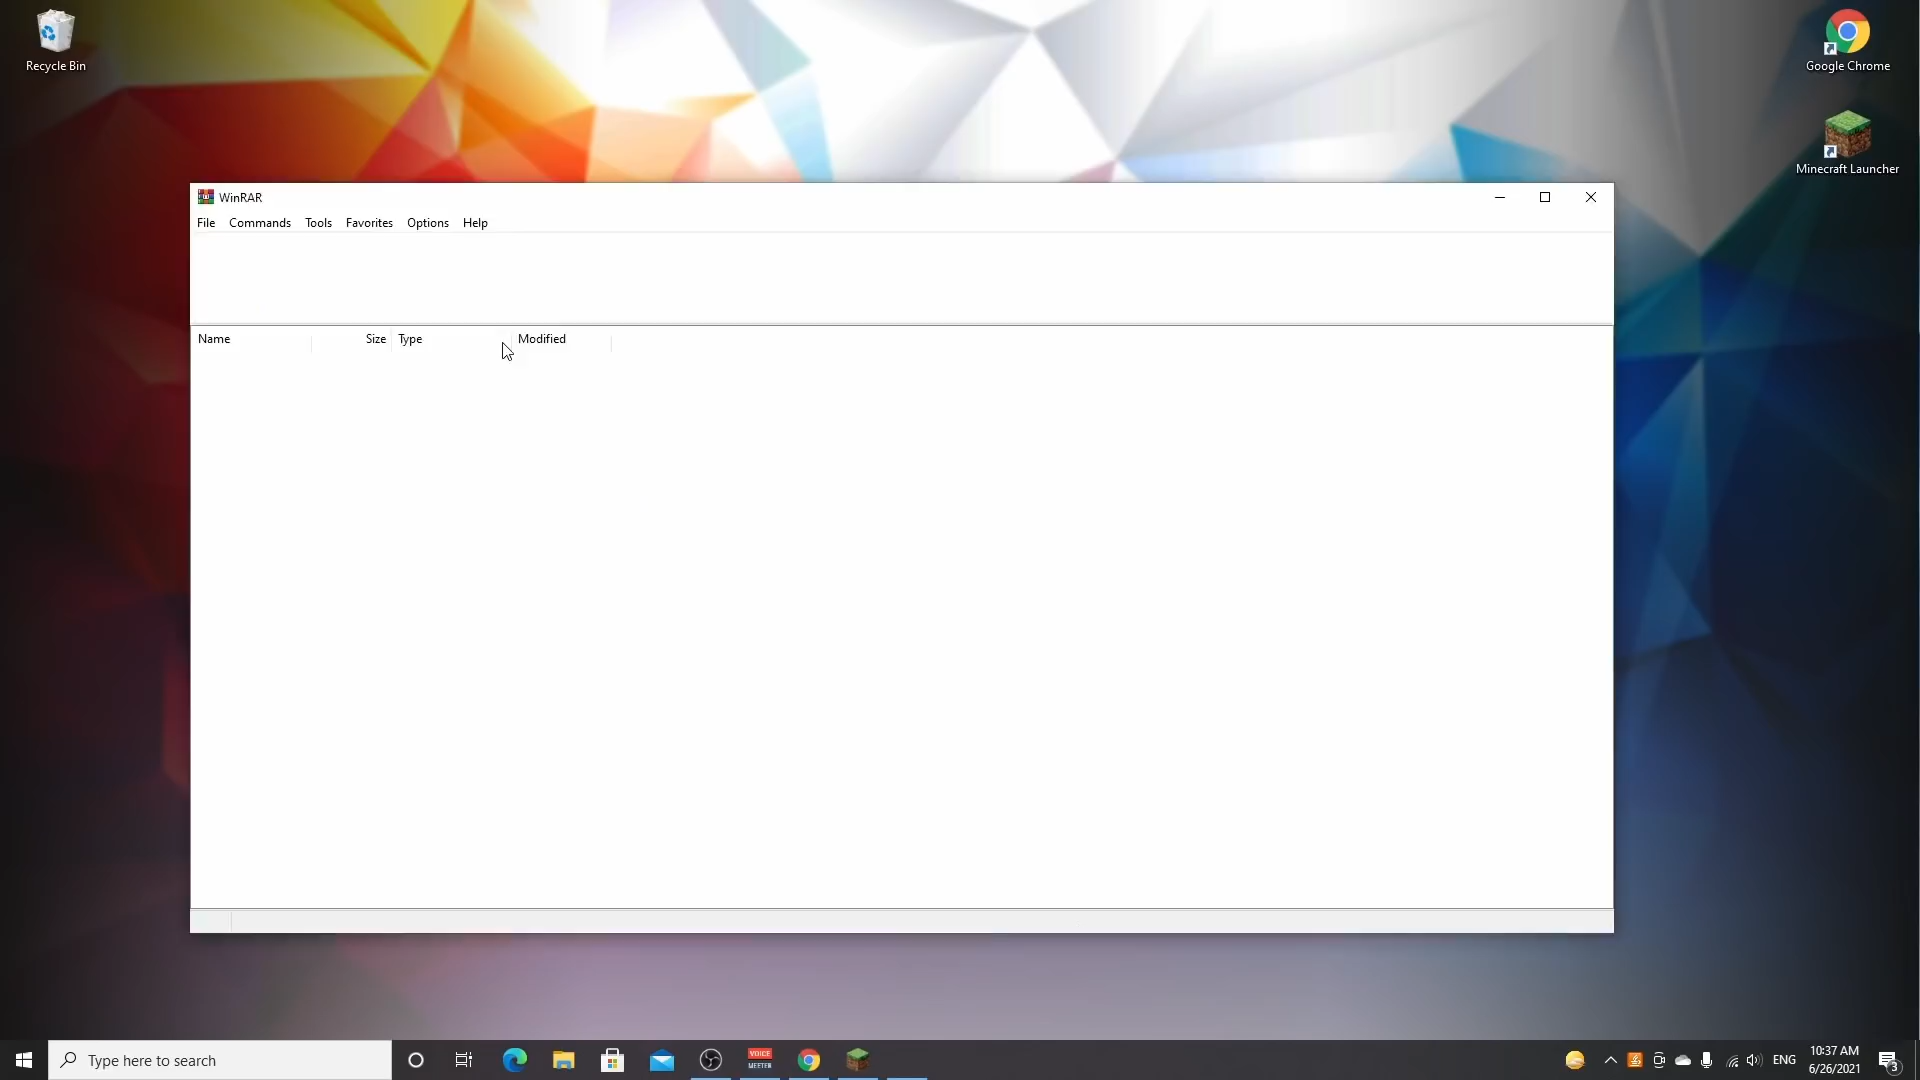 Recycle Bin
Google Chrome
Minecraft Launcher
WinRAR
File Commands Tools Favorites Options Help
Name Size Type Modified
Type here to search
VOICE
MEETER
ENG
10:37 AM
6/26/2021
3